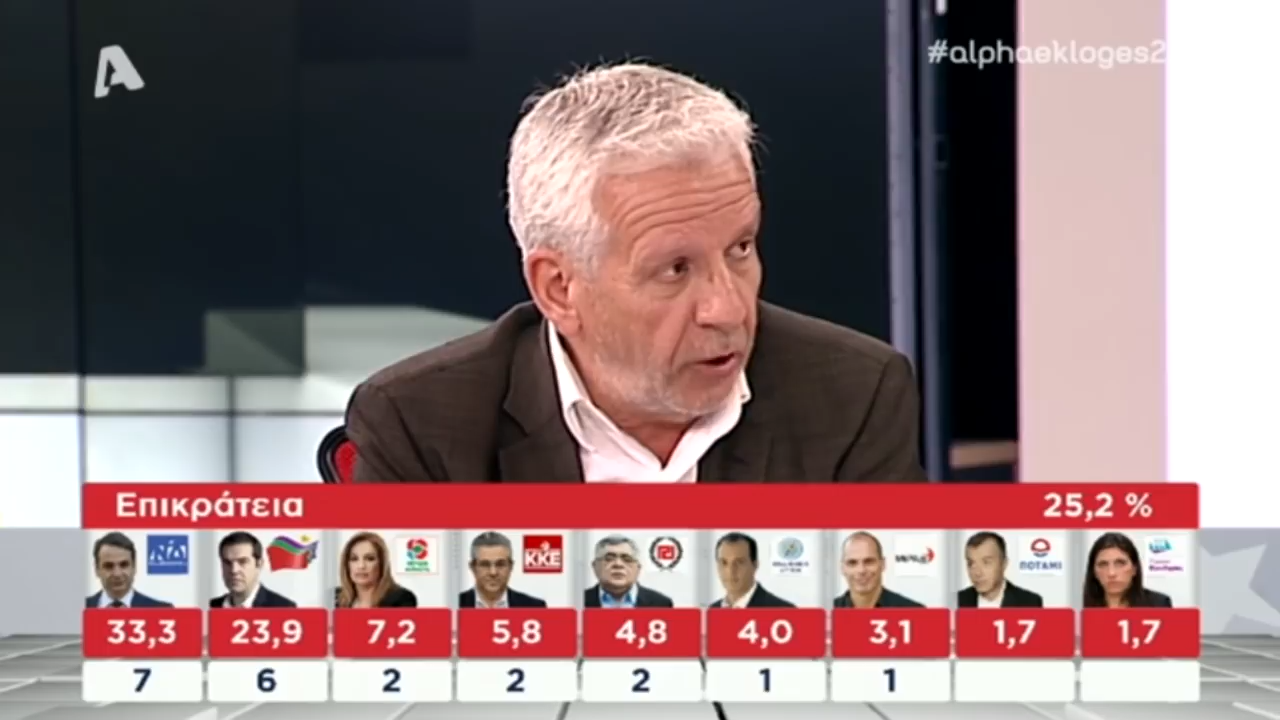 #alphaekloges2
Επικράτεια 25,2 %
ΝΔ ΚΚΕ ΠΟΤΑΜΙ
33,3 23,9 7,2 5,8 4,8 4,0 3,1 1,7 1,7
7 6 2 2 2 1 1